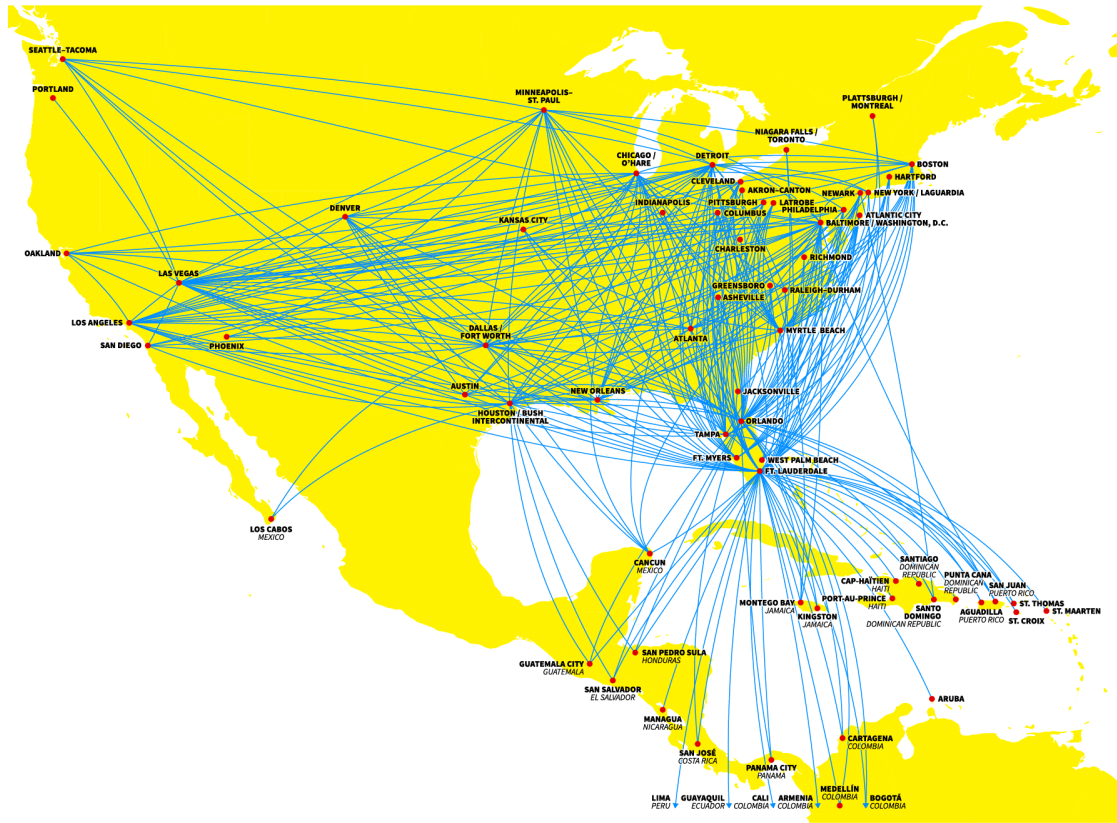 SEATTLE–TACOMA
PORTLAND
MINNEAPOLIS–
ST. PAUL
PLATTSBURGH /
MONTREAL
NIAGARA FALLS /
TORONTO
CHICAGO /
O'HARE
DETROIT
BOSTON
CLEVELAND
HARTFORD
AKRON–CANTON
NEWARK
NEW YORK / LAGUARDIA
INDIANAPOLIS
PITTSBURGH
LATROBE
DENVER
COLUMBUS
PHILADELPHIA
ATLANTIC CITY
KANSAS CITY
BALTIMORE / WASHINGTON, D.C.
OAKLAND
CHARLESTON
RICHMOND
LAS VEGAS
GREENSBORO
RALEIGH–DURHAM
ASHEVILLE
LOS ANGELES
DALLAS /
FORT WORTH
MYRTLE BEACH
SAN DIEGO
PHOENIX
ATLANTA
AUSTIN
NEW ORLEANS
JACKSONVILLE
HOUSTON / BUSH
INTERCONTINENTAL
ORLANDO
TAMPA
FT. MYERS
WEST PALM BEACH
FT. LAUDERDALE
LOS CABOS
MEXICO
CANCUN
MEXICO
SANTIAGO
DOMINICAN
REPUBLIC
CAP-HAÏTIEN
HAITI
PUNTA CANA
DOMINICAN
REPUBLIC
SAN JUAN
PUERTO RICO
MONTEGO BAY
JAMAICA
PORT-AU-PRINCE
HAITI
KINGSTON
JAMAICA
SANTO
DOMINGO
DOMINICAN REPUBLIC
AGUADILLA
PUERTO RICO
ST. THOMAS
ST. CROIX
ST. MAARTEN
GUATEMALA CITY
GUATEMALA
SAN PEDRO SULA
HONDURAS
SAN SALVADOR
EL SALVADOR
ARUBA
MANAGUA
NICARAGUA
SAN JOSÉ
COSTA RICA
CARTAGENA
COLOMBIA
PANAMA CITY
PANAMA
LIMA
PERU
GUAYAQUIL
ECUADOR
CALI
COLOMBIA
ARMENIA
COLOMBIA
MEDELLÍN
COLOMBIA
BOGOTÁ
COLOMBIA